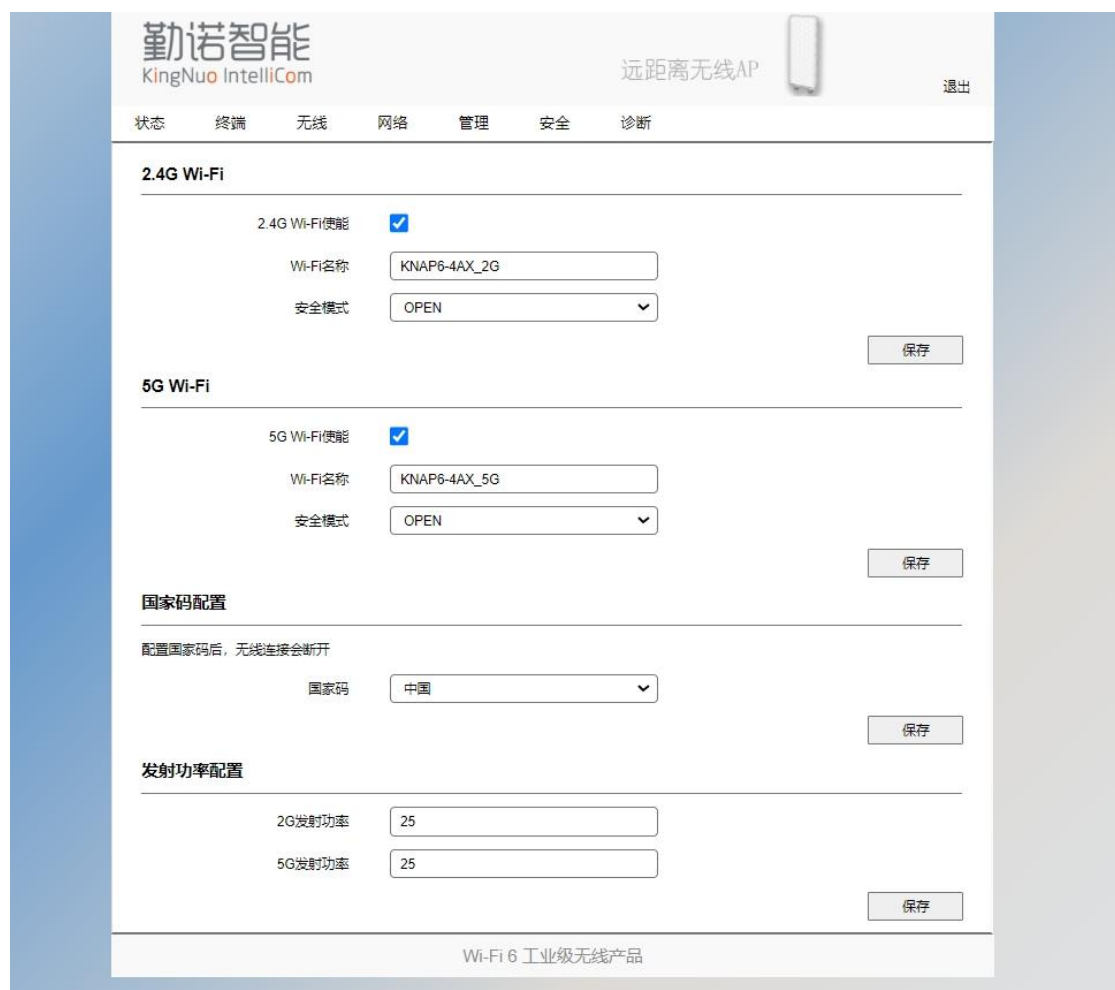 勤诺智能
KingNuo IntelliCom
远距离无线AP
退出
状态 终端 无线 网络 管理 安全 诊断
2.4G Wi-Fi
2.4G Wi-Fi使能
Wi-Fi名称 KNAP6-4AX_2G
安全模式 OPEN
保存
5G Wi-Fi
5G Wi-Fi使能
Wi-Fi名称 KNAP6-4AX_5G
安全模式 OPEN
保存
国家码配置
配置国家码后，无线连接会断开
国家码 中国
保存
发射功率配置
2G发射功率 25
5G发射功率 25
保存
Wi-Fi 6 工业级无线产品